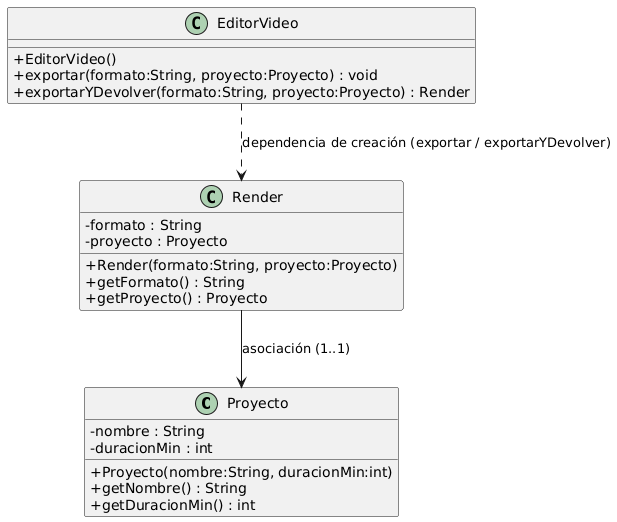 C EditorVideo
+EditorVideo()
+exportar(formato:String, proyecto:Proyecto) : void
+exportarYDevolver(formato:String, proyecto:Proyecto) : Render
dependencia de creación (exportar / exportarYDevolver)
C Render
-formato : String
-proyecto : Proyecto
+Render(formato:String, proyecto:Proyecto)
+getFormato() : String
+getProyecto() : Proyecto
asociación (1..1)
C Proyecto
-nombre : String
-duracionMin : int
+Proyecto(nombre:String, duracionMin:int)
+getNombre() : String
+getDuracionMin() : int